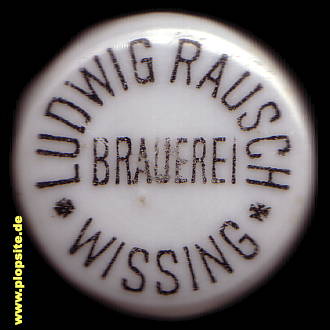 LUDWIG RAUSCH
BRAUEREI
* WISSING *
www.plopsite.de